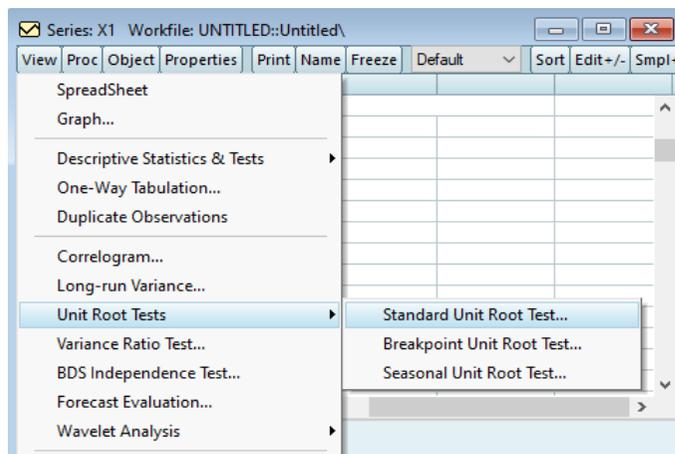 Series: X1 Workfile: UNTITLED::Untitled\
View Proc Object Properties Print Name Freeze Default Sort Edit+/- Smpl+
SpreadSheet
Graph...
Descriptive Statistics & Tests
One-Way Tabulation...
Duplicate Observations
Correlogram...
Long-run Variance...
Unit Root Tests
Standard Unit Root Test...
Variance Ratio Test...
Breakpoint Unit Root Test...
BDS Independence Test...
Seasonal Unit Root Test...
Forecast Evaluation...
Wavelet Analysis